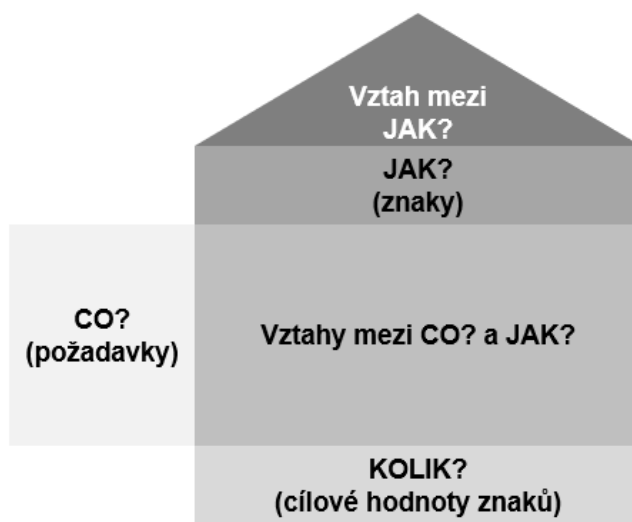 Vztah mezi
JAK?
JAK?
(znaky)
CO?
(požadavky)
Vztahy mezi CO? a JAK?
KOLIK?
(cílové hodnoty znaků)